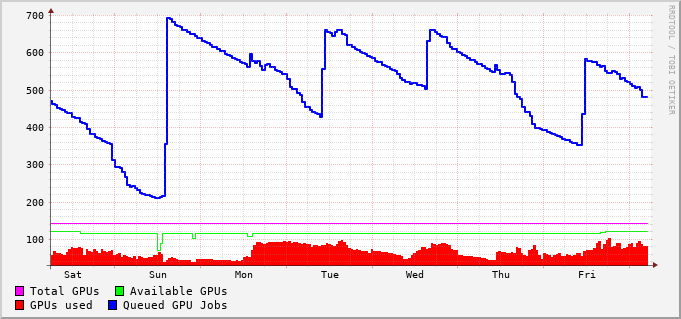 700
600
500
400
300
200
100
Sat Sun Mon Tue Wed Thu Fri
Total GPUs Available GPUs
GPUs used Queued GPU Jobs
RRDTOOL / TOBI OETIKER